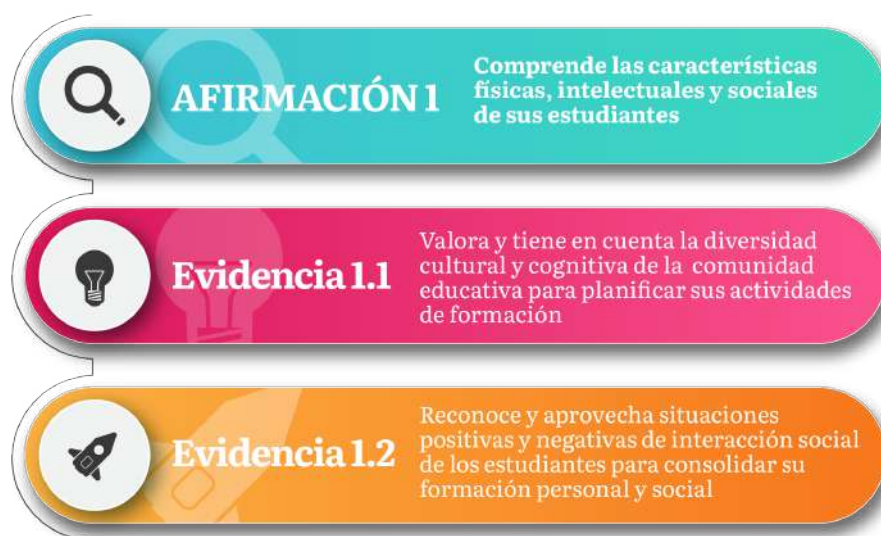 AFIRMACIÓN 1
Comprende las características
físicas, intelectuales y sociales
de sus estudiantes
Evidencia 1.1
Valora y tiene en cuenta la diversidad
cultural y cognitiva de la comunidad
educativa para planificar sus actividades
de formación
Evidencia 1.2
Reconoce y aprovecha situaciones
positivas y negativas de interacción social
de los estudiantes para consolidar su
formación personal y social